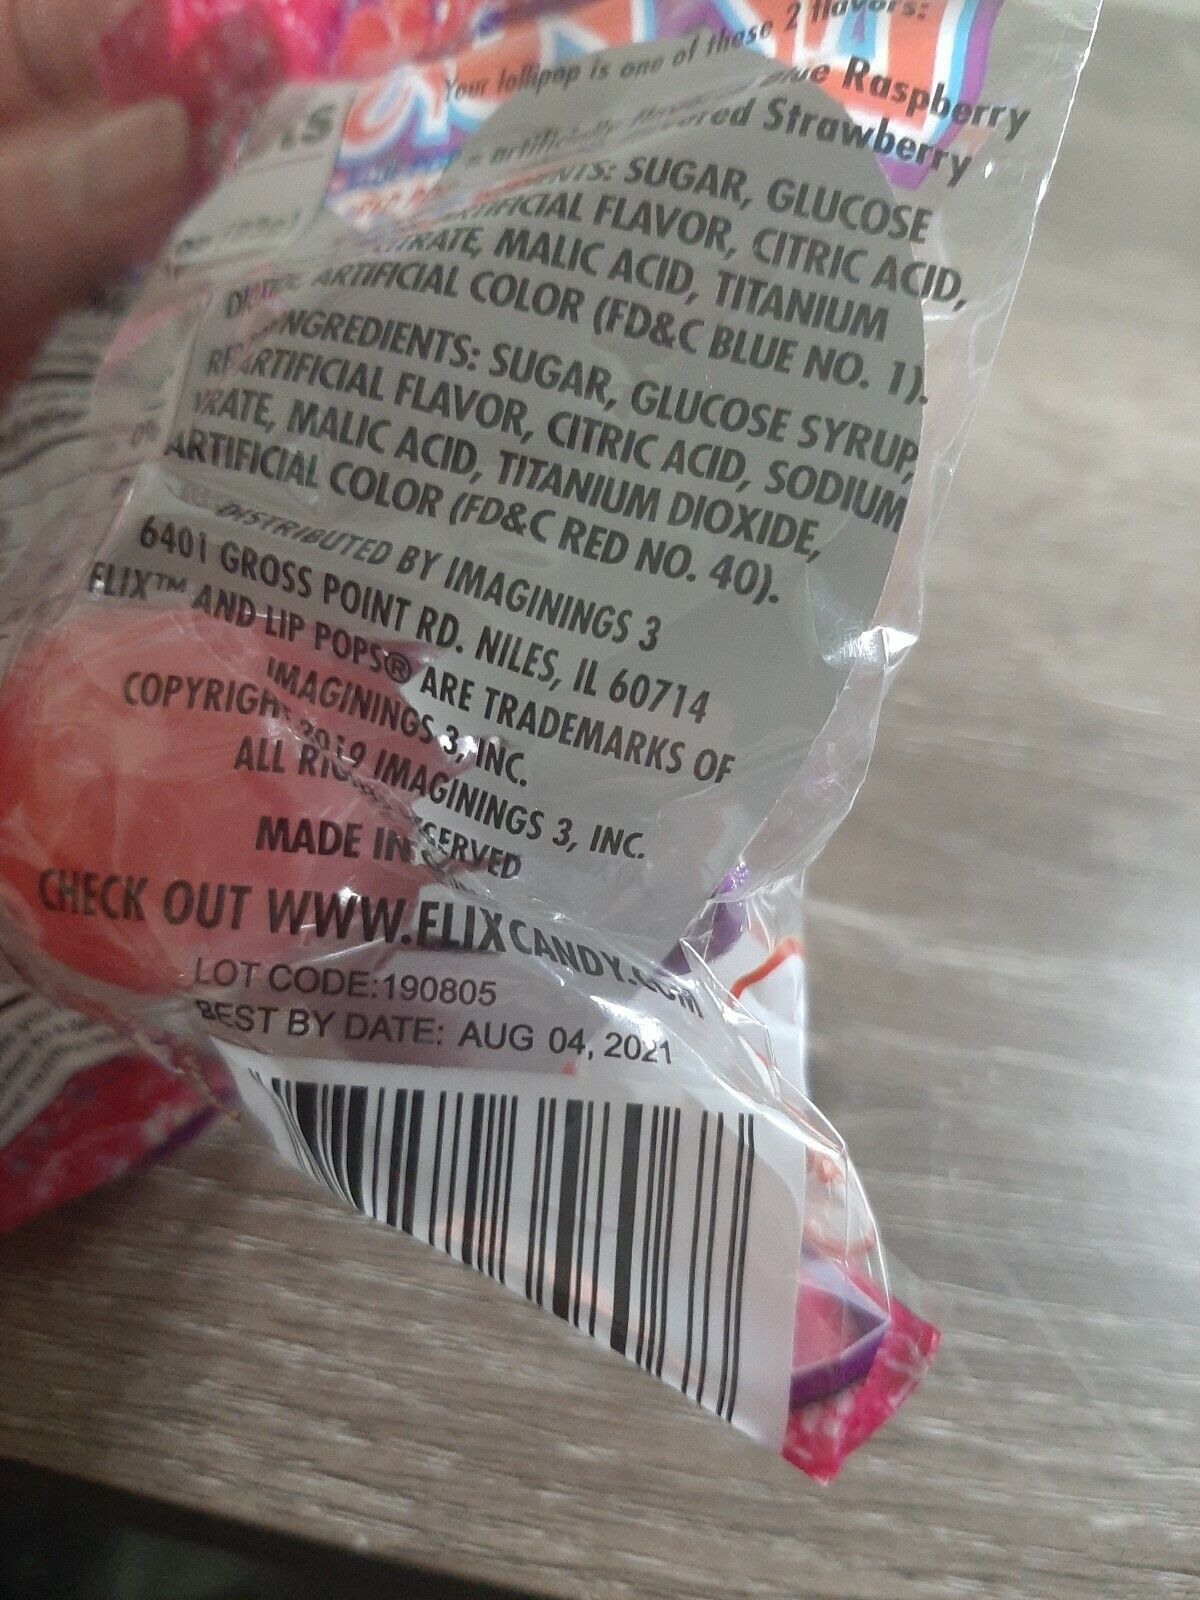 Your lollipop is one of these 2 flavors:
Raspberry
= artificially Strawberry
SUGAR, GLUCOSE
FLAVOR, CITRIC ACID,
MALIC ACID, TITANIUM
ARTIFICIAL COLOR (FD&C BLUE NO. 1).
INGREDIENTS: SUGAR, GLUCOSE SYRUP,
ARTIFICIAL FLAVOR, CITRIC ACID, SODIUM
MALIC ACID, TITANIUM DIOXIDE,
ARTIFICIAL COLOR (FD&C RED NO. 40).
DISTRIBUTED BY IMAGININGS 3
6401 GROSS POINT RD. NILES, IL 60714
FLIX™ AND LIP POPS® ARE TRADEMARKS OF
IMAGININGS 3, INC.
COPYRIGHT 2019 IMAGININGS 3, INC.
ALL
MADE IN
CHECK OUT WWW.FLIXCANDY.COM
LOT CODE:190805
BEST BY DATE: AUG 04, 2021